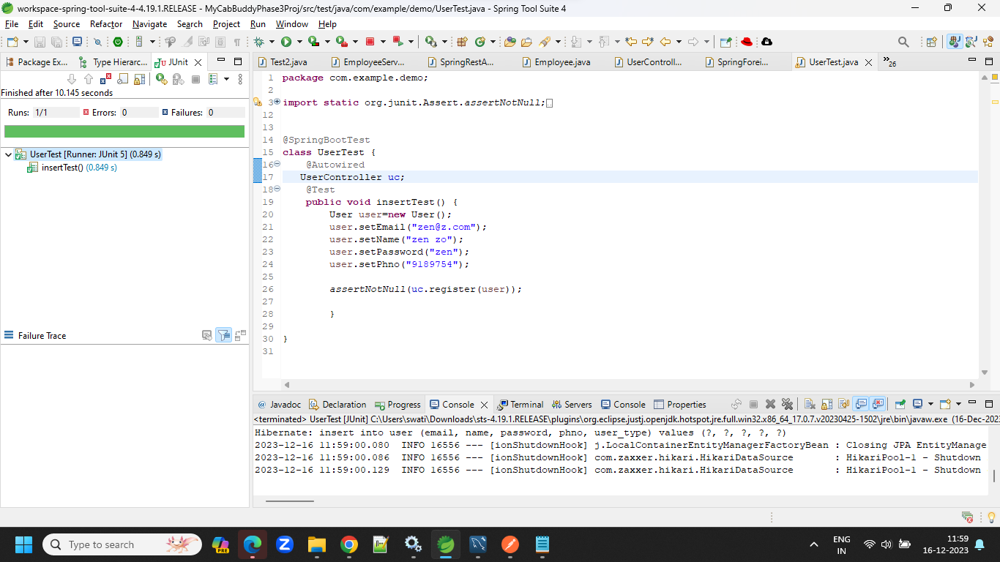 workspace-spring-tool-suite-4-4.19.1.RELEASE - MyCabBuddyPhase3Proj/src/test/java/com/example/demo/UserTest.java - Spring Tool Suite 4
File Edit Source Refactor Navigate Search Project Run Window Help
Package Ex... Type Hierarc... JUnit
Test2.java EmployeeServ... SpringRestA... Employee.java UserControll... SpringForei... UserTest.java 26
Finished after 10.145 seconds
Runs: 1/1 Errors: 0 Failures: 0
UserTest [Runner: JUnit 5] (0.849 s)
insertTest() (0.849 s)
Failure Trace
1 package com.example.demo;
2
3 import static org.junit.Assert.assertNotNull;
12
13
14 @SpringBootTest
15 class UserTest {
16 @Autowired
17 UserController uc;
18 @Test
19 public void insertTest() {
20 User user=new User();
21 user.setEmail("zen@z.com");
22 user.setName("zen zo");
23 user.setPassword("zen");
24 user.setPhno("9189754");
25
26 assertNotNull(uc.register(user));
27
28 }
29
30 }
31
Javadoc Declaration Progress Console Terminal Servers Console Properties
<terminated> UserTest [JUnit] C:\Users\swati\Downloads\sts-4.19.1.RELEASE\plugins\org.eclipse.justj.openjdk.hotspot.jre.full.win32.x86_64_17.0.7.v20230425-1502\jre\bin\javaw.exe (16-Dec-2023
Hibernate: insert into user (email, name, password, phno, user_type) values (?, ?, ?, ?, ?)
2023-12-16 11:59:00.080 INFO 16556 --- [ionShutdownHook] j.LocalContainerEntityManagerFactoryBean : Closing JPA EntityManage
2023-12-16 11:59:00.086 INFO 16556 --- [ionShutdownHook] com.zaxxer.hikari.HikariDataSource : HikariPool-1 - Shutdown
2023-12-16 11:59:00.129 INFO 16556 --- [ionShutdownHook] com.zaxxer.hikari.HikariDataSource : HikariPool-1 - Shutdown
Type to search
PRE
ENG
IN
11:59
16-12-2023